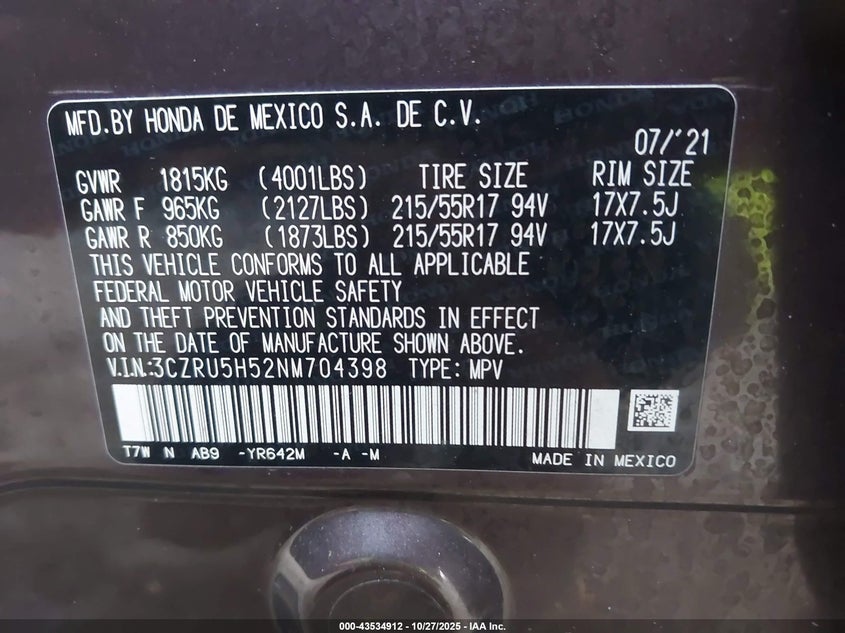 MFD.BY HONDA DE MEXICO S.A. DE C.V.
07/'21
GVWR 1815KG (4001LBS) TIRE SIZE RIM SIZE
GAWR F 965KG (2127LBS) 215/55R17 94V 17X7.5J
GAWR R 850KG (1873LBS) 215/55R17 94V 17X7.5J
THIS VEHICLE CONFORMS TO ALL APPLICABLE
FEDERAL MOTOR VEHICLE SAFETY
AND THEFT PREVENTION STANDARDS IN EFFECT
ON THE DATE OF MANUFACTURE SHOWN ABOVE.
V.I.N.:3CZRU5H52NM704398 TYPE: MPV
T7W N AB9 -YR642M -A -M
MADE IN MEXICO
000-43534912 - 10/27/2025 - IAA Inc.